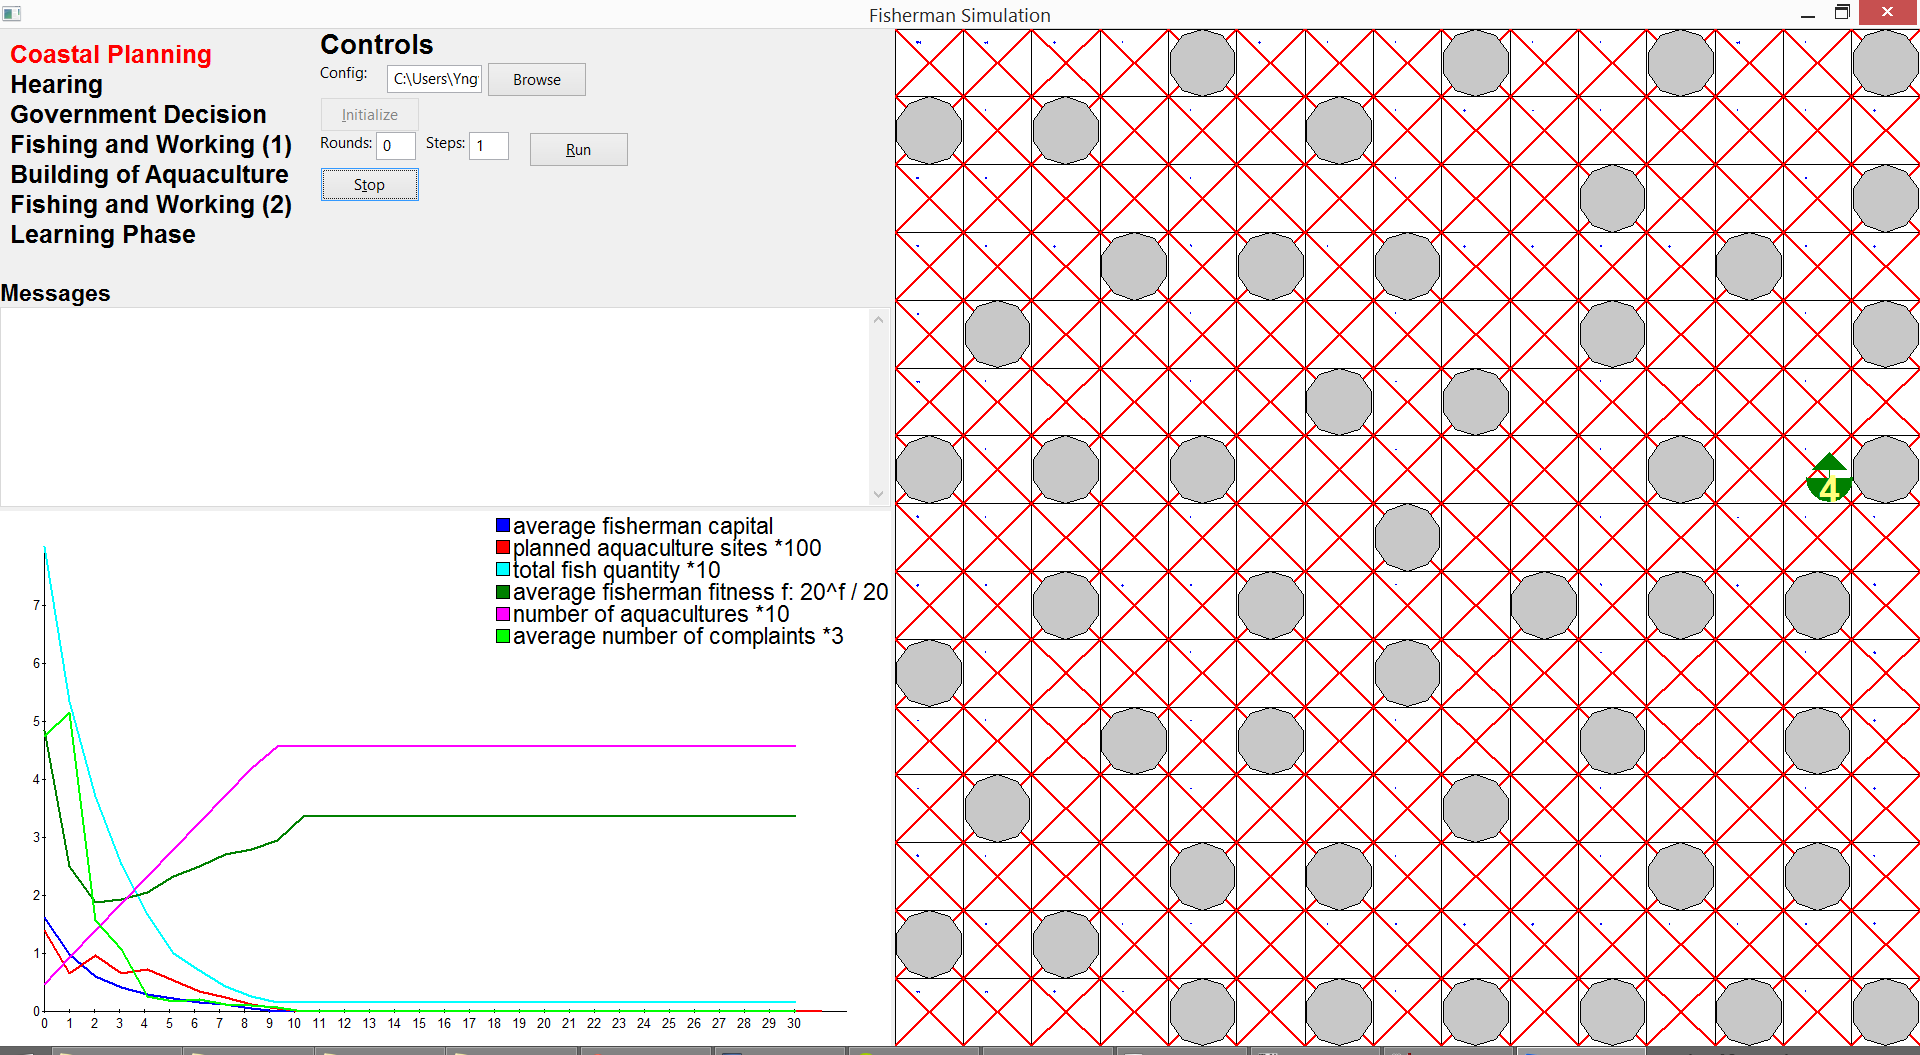 Fisherman Simulation
Coastal Planning
Hearing
Government Decision
Fishing and Working (1)
Building of Aquaculture
Fishing and Working (2)
Learning Phase
Controls
Config: C:\Users\Yng Browse
Initialize
Rounds: 0 Steps: 1 Run
Stop
Messages
average fisherman capital
planned aquaculture sites *100
total fish quantity *10
average fisherman fitness f: 20^f / 20
number of aquacultures *10
average number of complaints *3
7
6
5
4
3
2
1
0
0 1 2 3 4 5 6 7 8 9 10 11 12 13 14 15 16 17 18 19 20 21 22 23 24 25 26 27 28 29 30
4